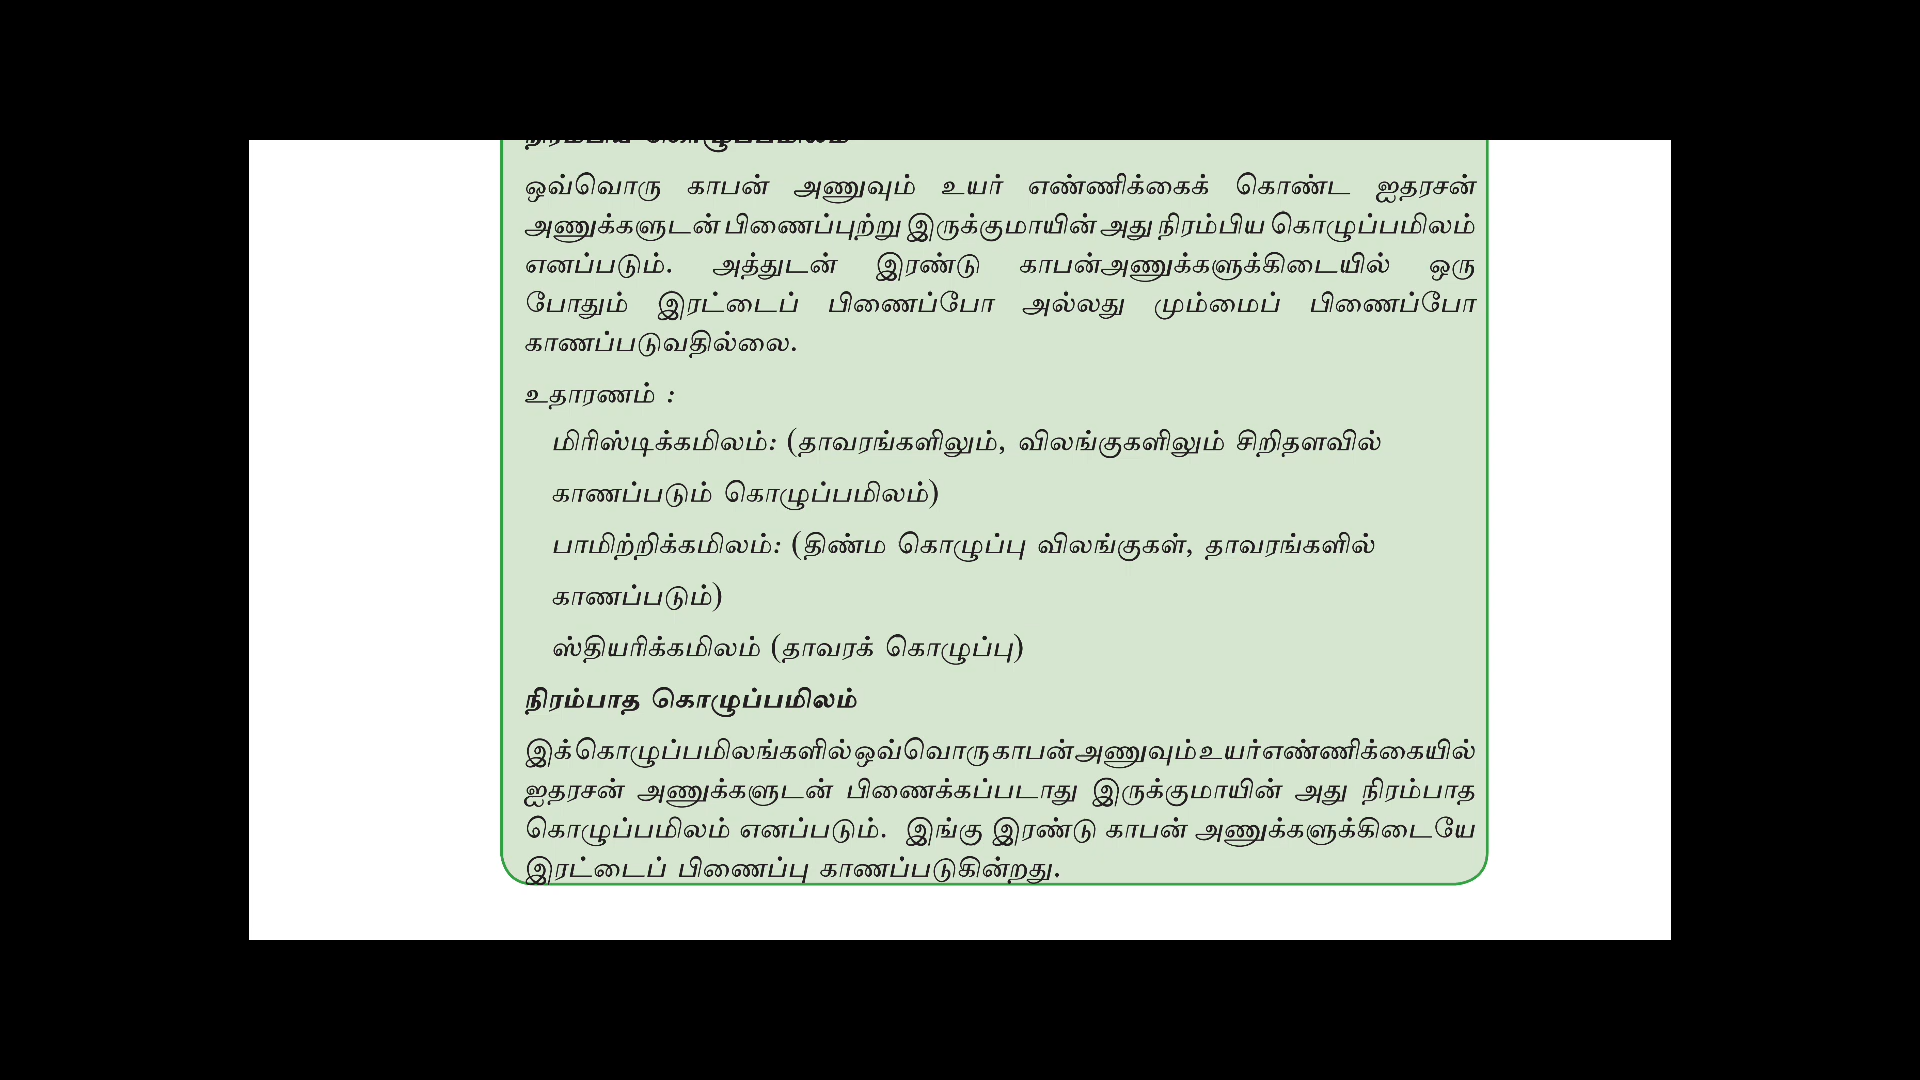 நிரம்பிய கொழுப்பமிலம்
ஒவ்வொரு காபன் அணுவும் உயர் எண்ணிக்கைக் கொண்ட ஐதரசன்
அணுக்களுடன் பிணைப்புற்று இருக்குமாயின் அது நிரம்பிய கொழுப்பமிலம்
எனப்படும். அத்துடன் இரண்டு காபன்அணுக்களுக்கிடையில் ஒரு
போதும் இரட்டைப் பிணைப்போ அல்லது மும்மைப் பிணைப்போ
காணப்படுவதில்லை.
உதாரணம் :
மிரிஸ்டிக்கமிலம்: (தாவரங்களிலும், விலங்குகளிலும் சிறிதளவில்
காணப்படும் கொழுப்பமிலம்)
பாமிற்றிக்கமிலம்: (திண்ம கொழுப்பு விலங்குகள், தாவரங்களில்
காணப்படும்)
ஸ்தியரிக்கமிலம் (தாவரக் கொழுப்பு)
நிரம்பாத கொழுப்பமிலம்
இக்கொழுப்பமிலங்களில் ஒவ்வொரு காபன் அணுவும் உயர் எண்ணிக்கையில்
ஐதரசன் அணுக்களுடன் பிணைக்கப்படாது இருக்குமாயின் அது நிரம்பாத
கொழுப்பமிலம் எனப்படும். இங்கு இரண்டு காபன் அணுக்களுக்கிடையே
இரட்டைப் பிணைப்பு காணப்படுகின்றது.